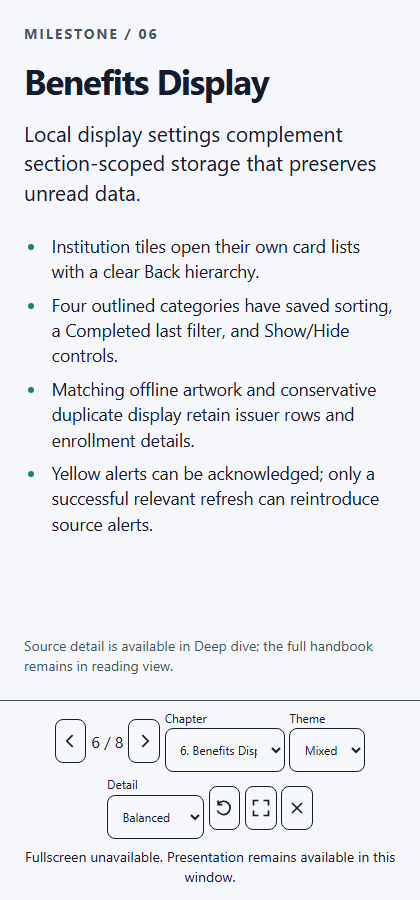 MILESTONE / 06
Benefits Display
Local display settings complement
section-scoped storage that preserves
unread data.
Institution tiles open their own card lists
with a clear Back hierarchy.
Four outlined categories have saved sorting,
a Completed last filter, and Show/Hide
controls.
Matching offline artwork and conservative
duplicate display retain issuer rows and
enrollment details.
Yellow alerts can be acknowledged; only a
successful relevant refresh can reintroduce
source alerts.
Source detail is available in Deep dive; the full handbook
remains in reading view.
Chapter
Theme
6 / 8
6. Benefits Disp
Mixed
Detail
Balanced
Fullscreen unavailable. Presentation remains available in this
window.